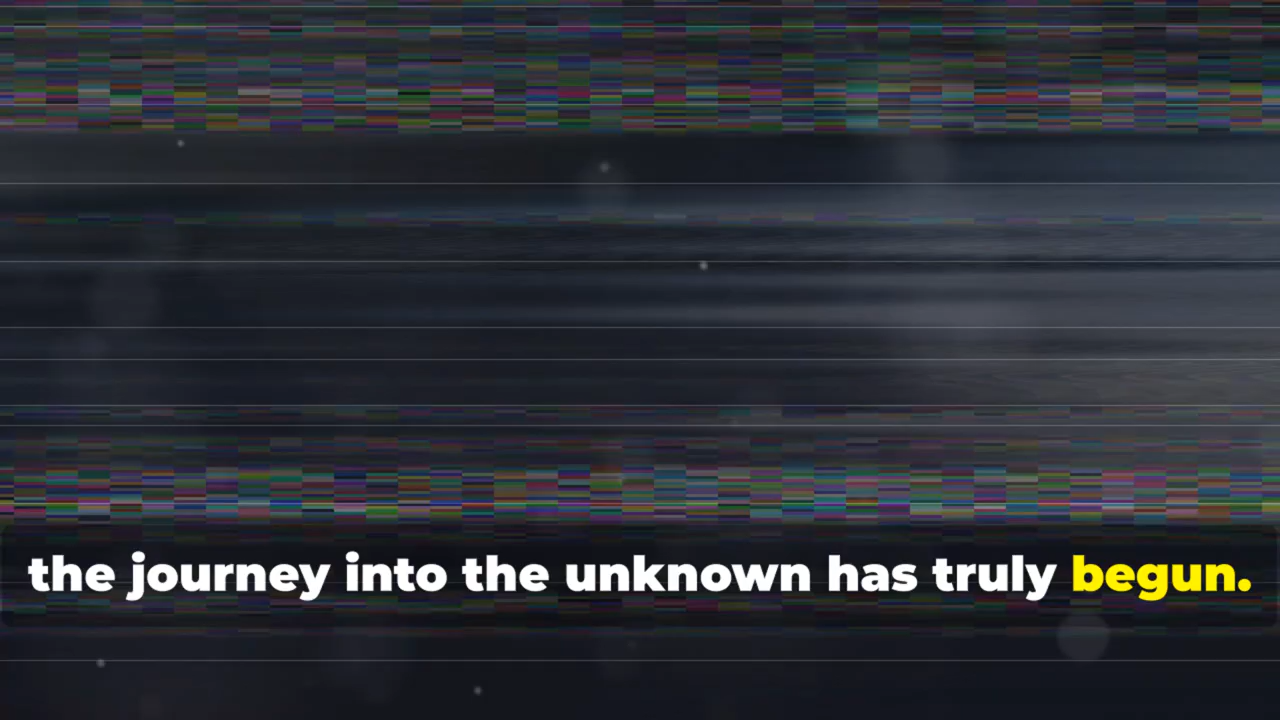 the journey into the unknown has truly begun.